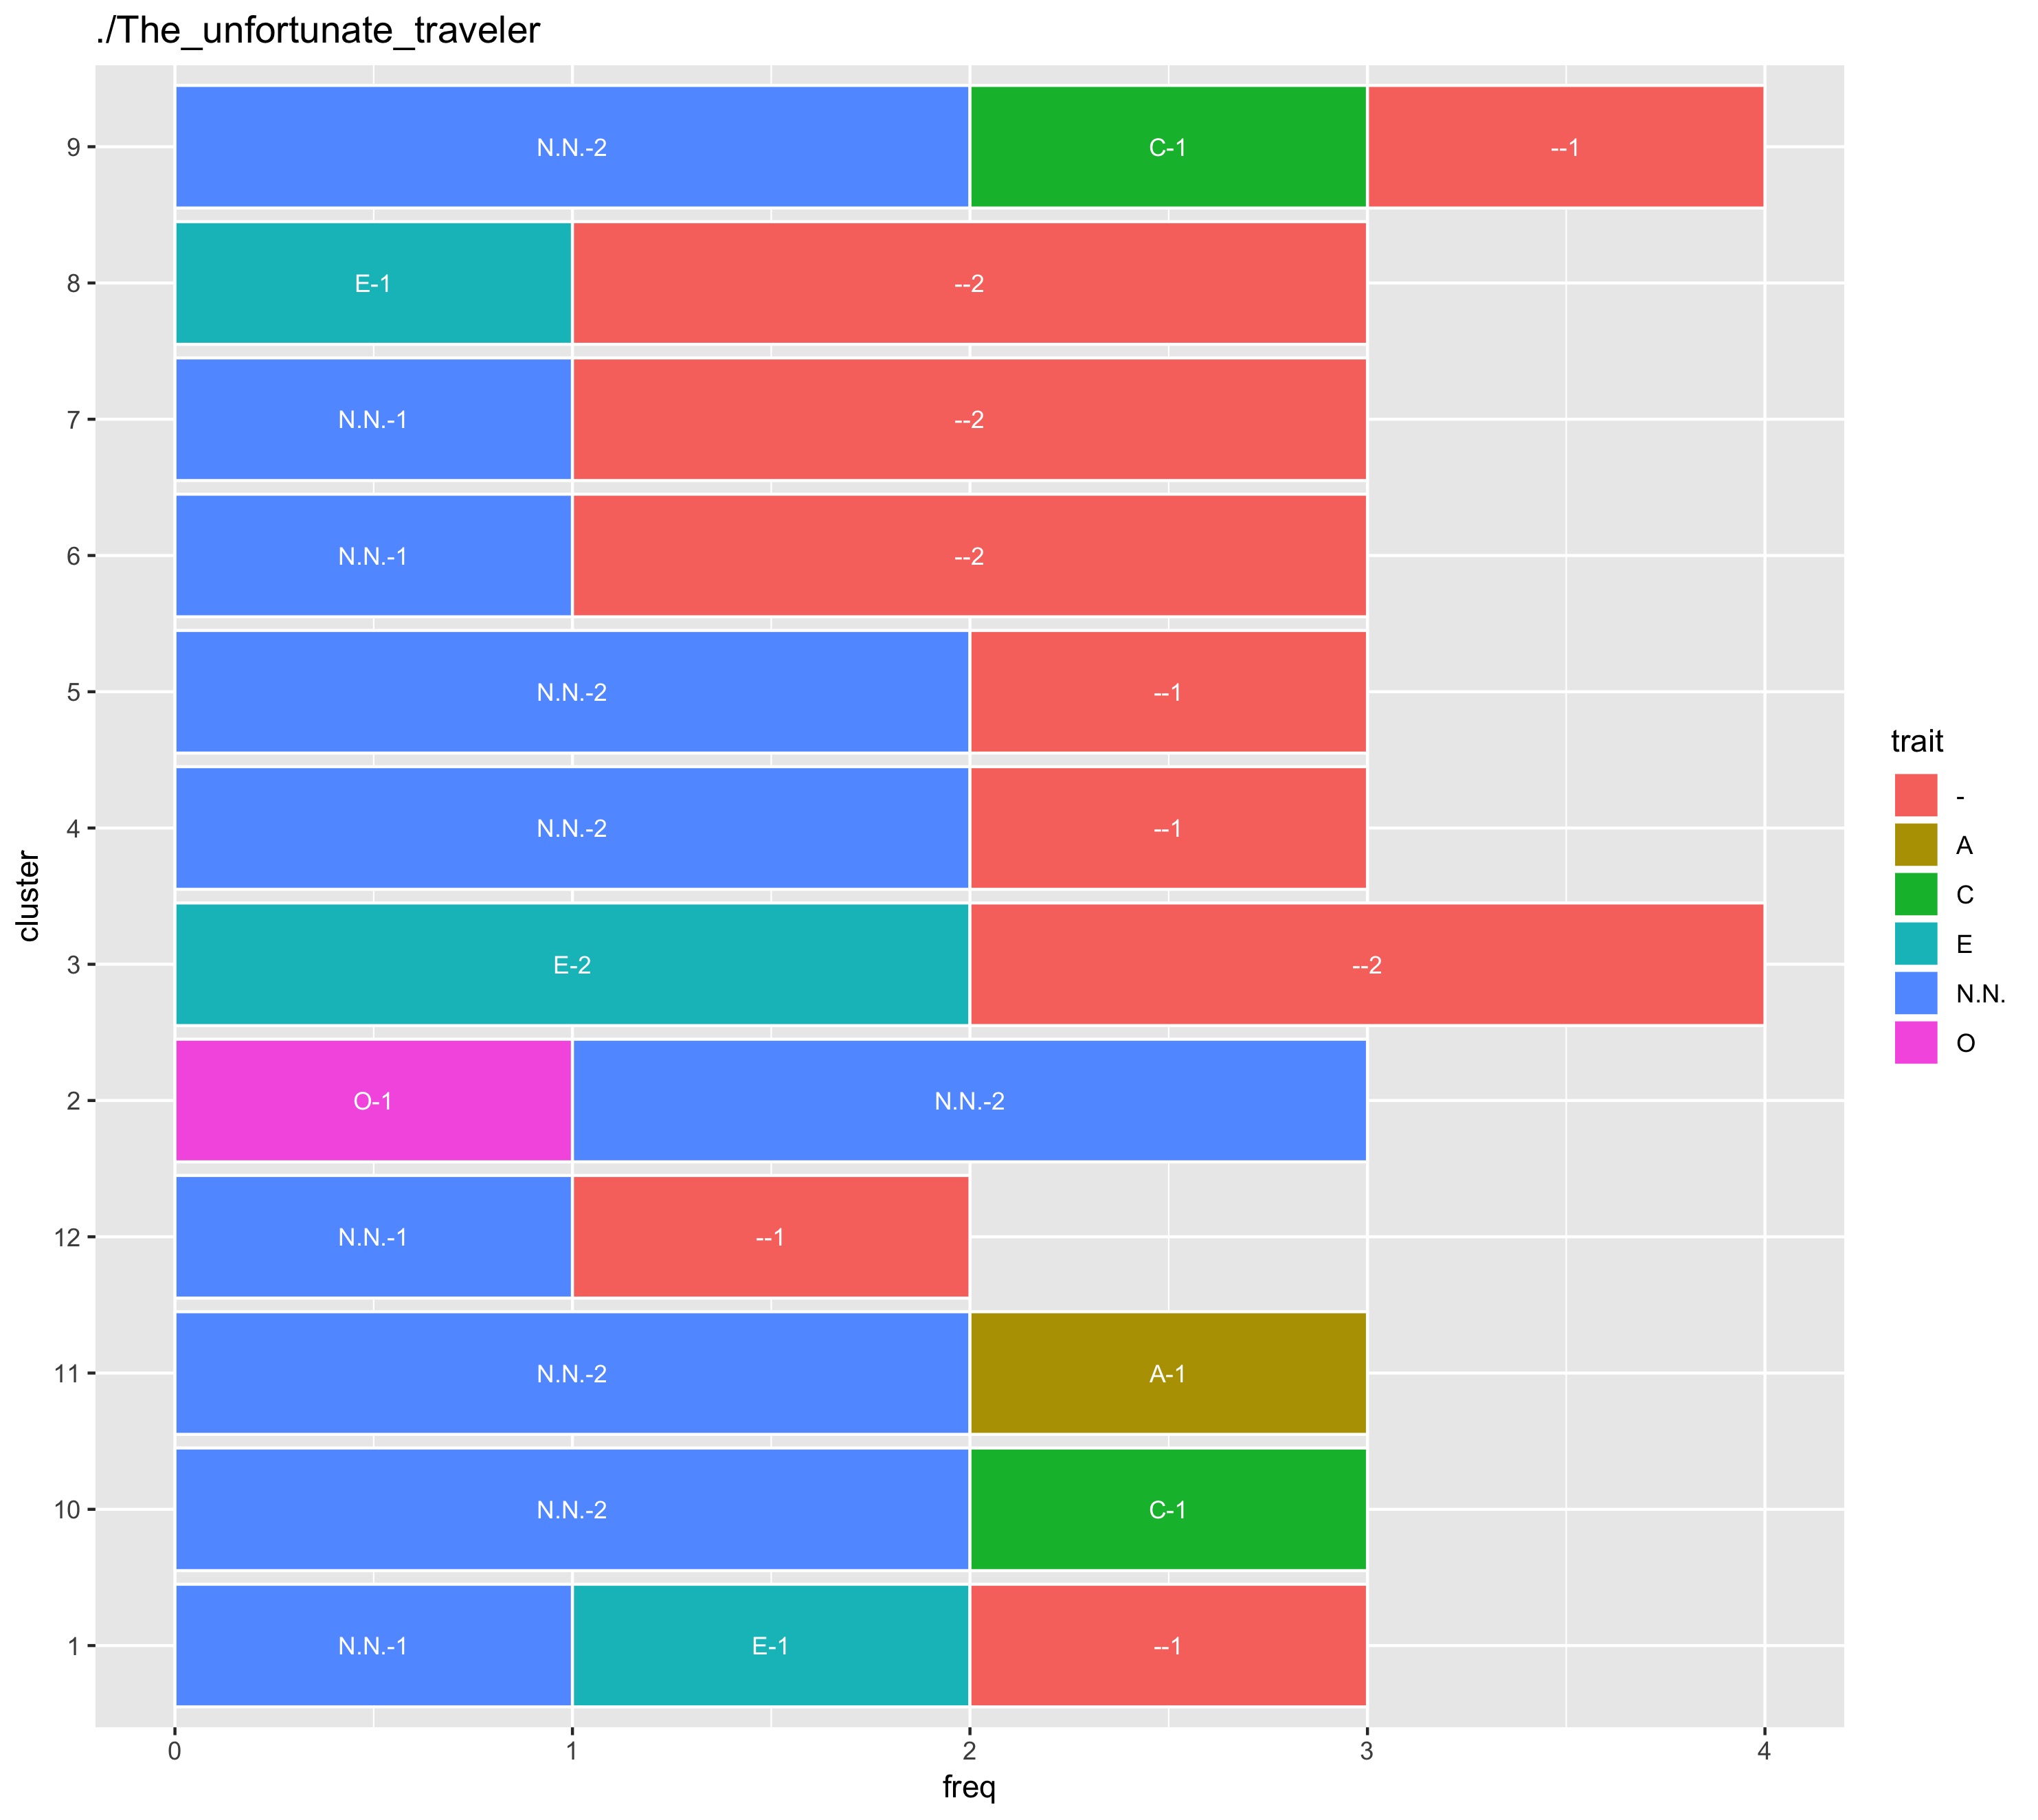 ./The_unfortunate_traveler
9 N.N.-2 C-1 --1
8 E-1 --2
7 N.N.-1 --2
6 N.N.-1 --2
5 N.N.-2 --1
4 N.N.-2 --1
3 E-2 --2
2 O-1 N.N.-2
12 N.N.-1 --1
11 N.N.-2 A-1
10 N.N.-2 C-1
1 N.N.-1 E-1 --1
cluster
0 1 2 3 4
freq
trait
-
A
C
E
N.N.
O